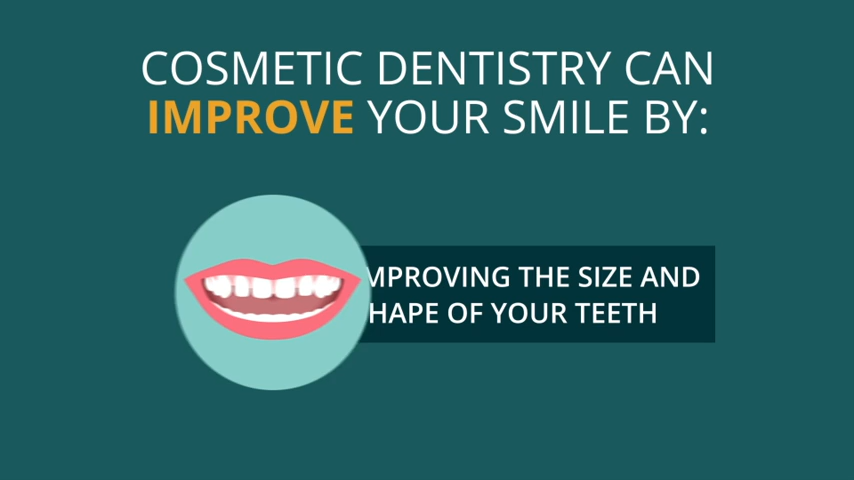 COSMETIC DENTISTRY CAN
IMPROVE YOUR SMILE BY:
MPROVING THE SIZE AND
HAPE OF YOUR TEETH